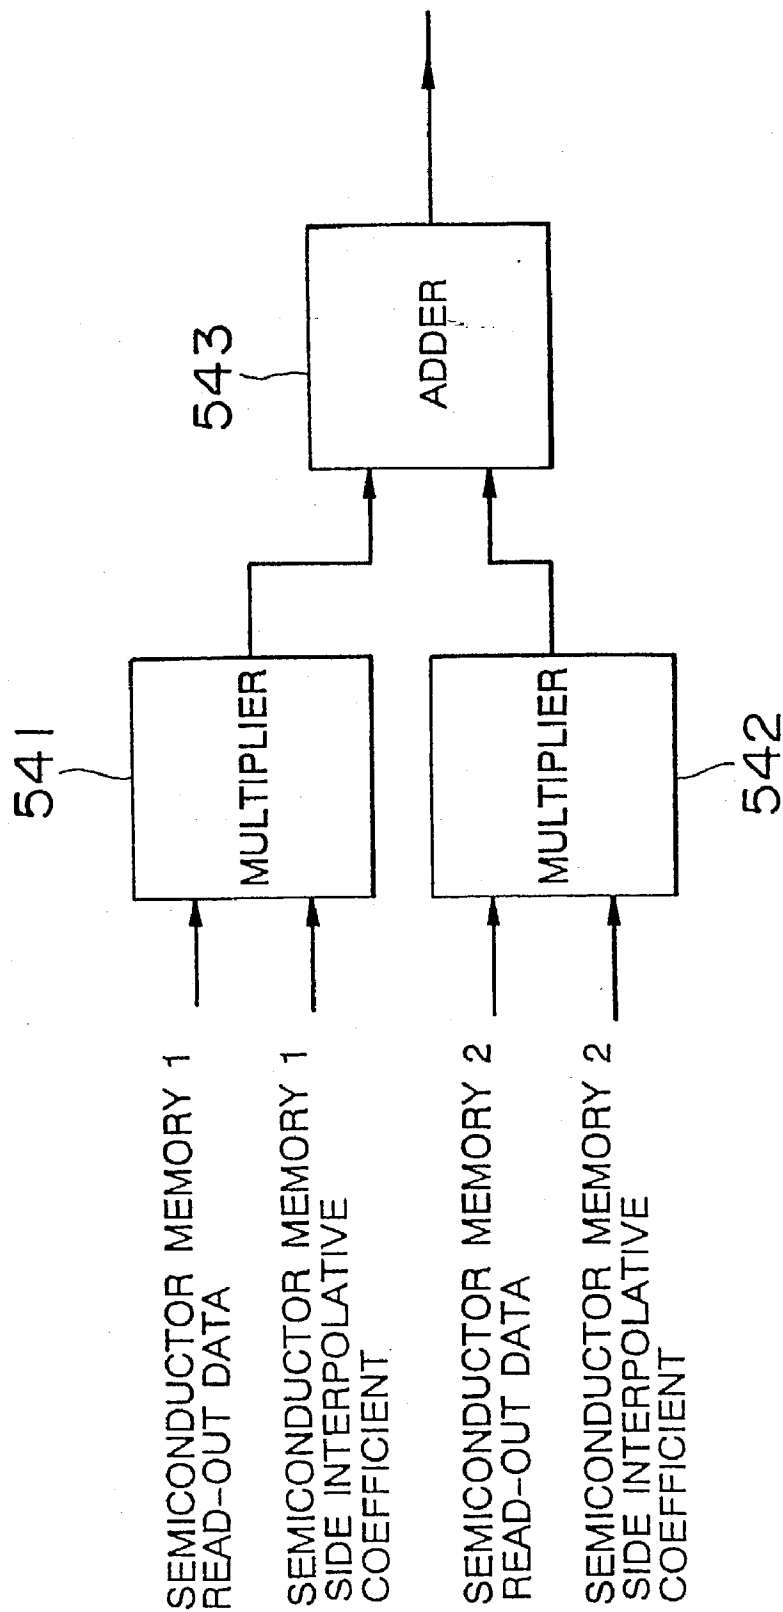 SEMICONDUCTOR MEMORY 1
READ-OUT DATA
SEMICONDUCTOR MEMORY 1
SIDE INTERPOLATIVE
COEFFICIENT
SEMICONDUCTOR MEMORY 2
READ-OUT DATA
SEMICONDUCTOR MEMORY 2
SIDE INTERPOLATIVE
COEFFICIENT
541
MULTIPLIER
MULTIPLIER
542
543
ADDER